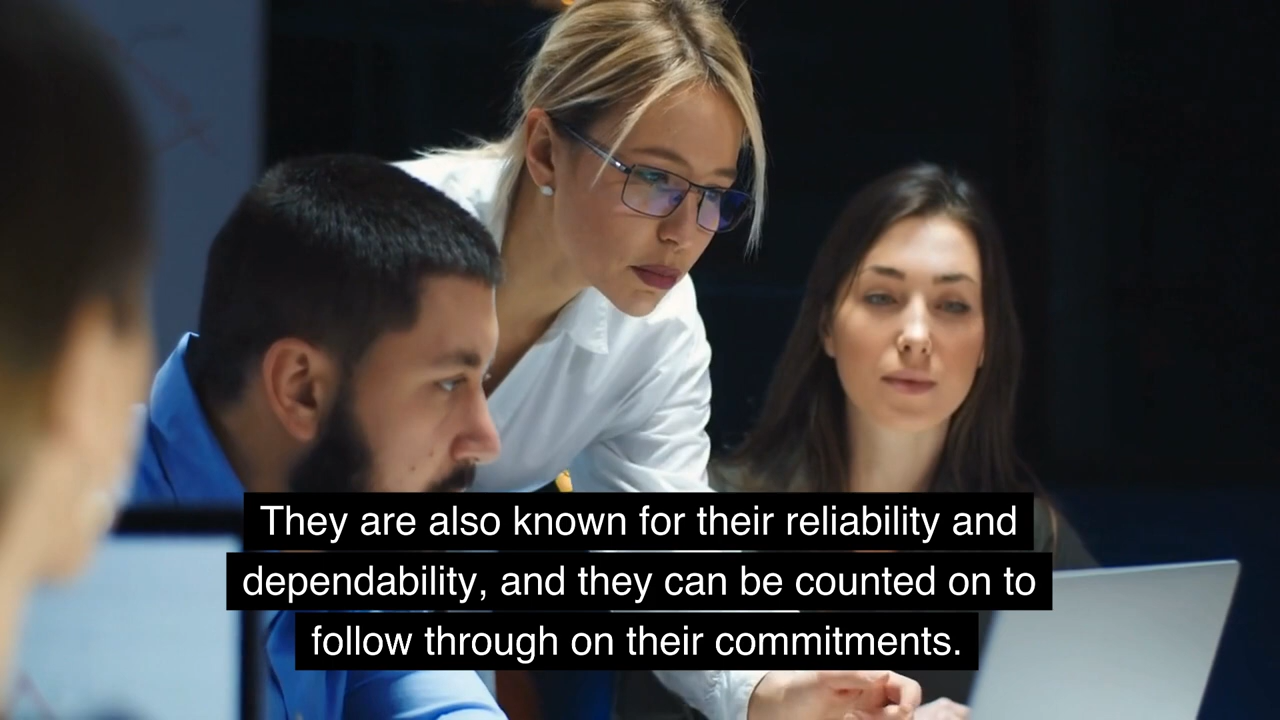 They are also known for their reliability and
dependability, and they can be counted on to
follow through on their commitments.